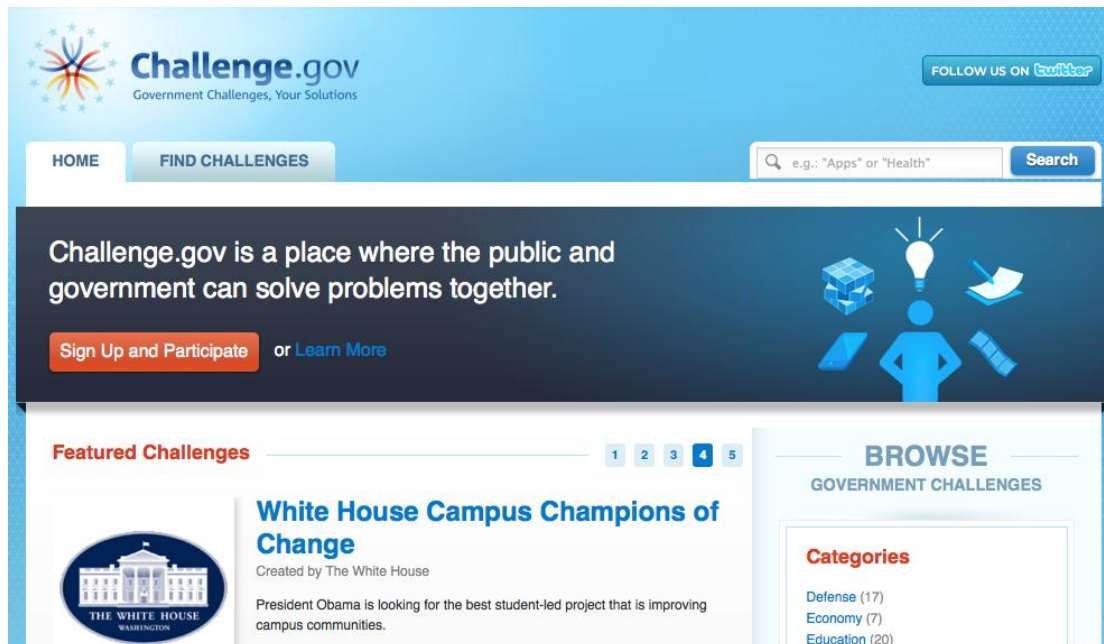 Challenge.gov
Government Challenges, Your Solutions
FOLLOW US ON twitter
HOME
FIND CHALLENGES
e.g.: "Apps" or "Health"
Search
Challenge.gov is a place where the public and
government can solve problems together.
Sign Up and Participate or Learn More
Featured Challenges
1 2 3 4 5
White House Campus Champions of
Change
Created by The White House
President Obama is looking for the best student-led project that is improving
campus communities.
THE WHITE HOUSE
WASHINGTON
BROWSE
GOVERNMENT CHALLENGES
Categories
Defense (17)
Economy (7)
Education (20)